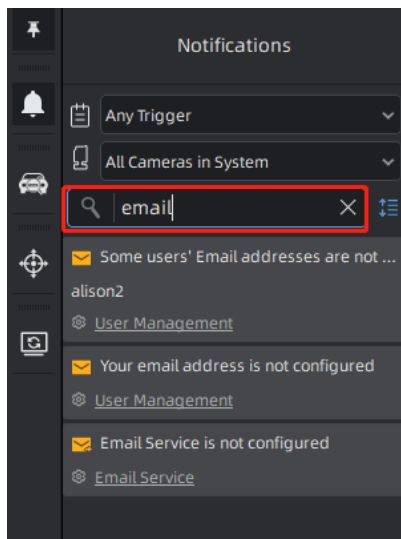 Notifications
Any Trigger
All Cameras in System
email
Some users' Email addresses are not ...
alison2
User Management
Your email address is not configured
User Management
Email Service is not configured
Email Service